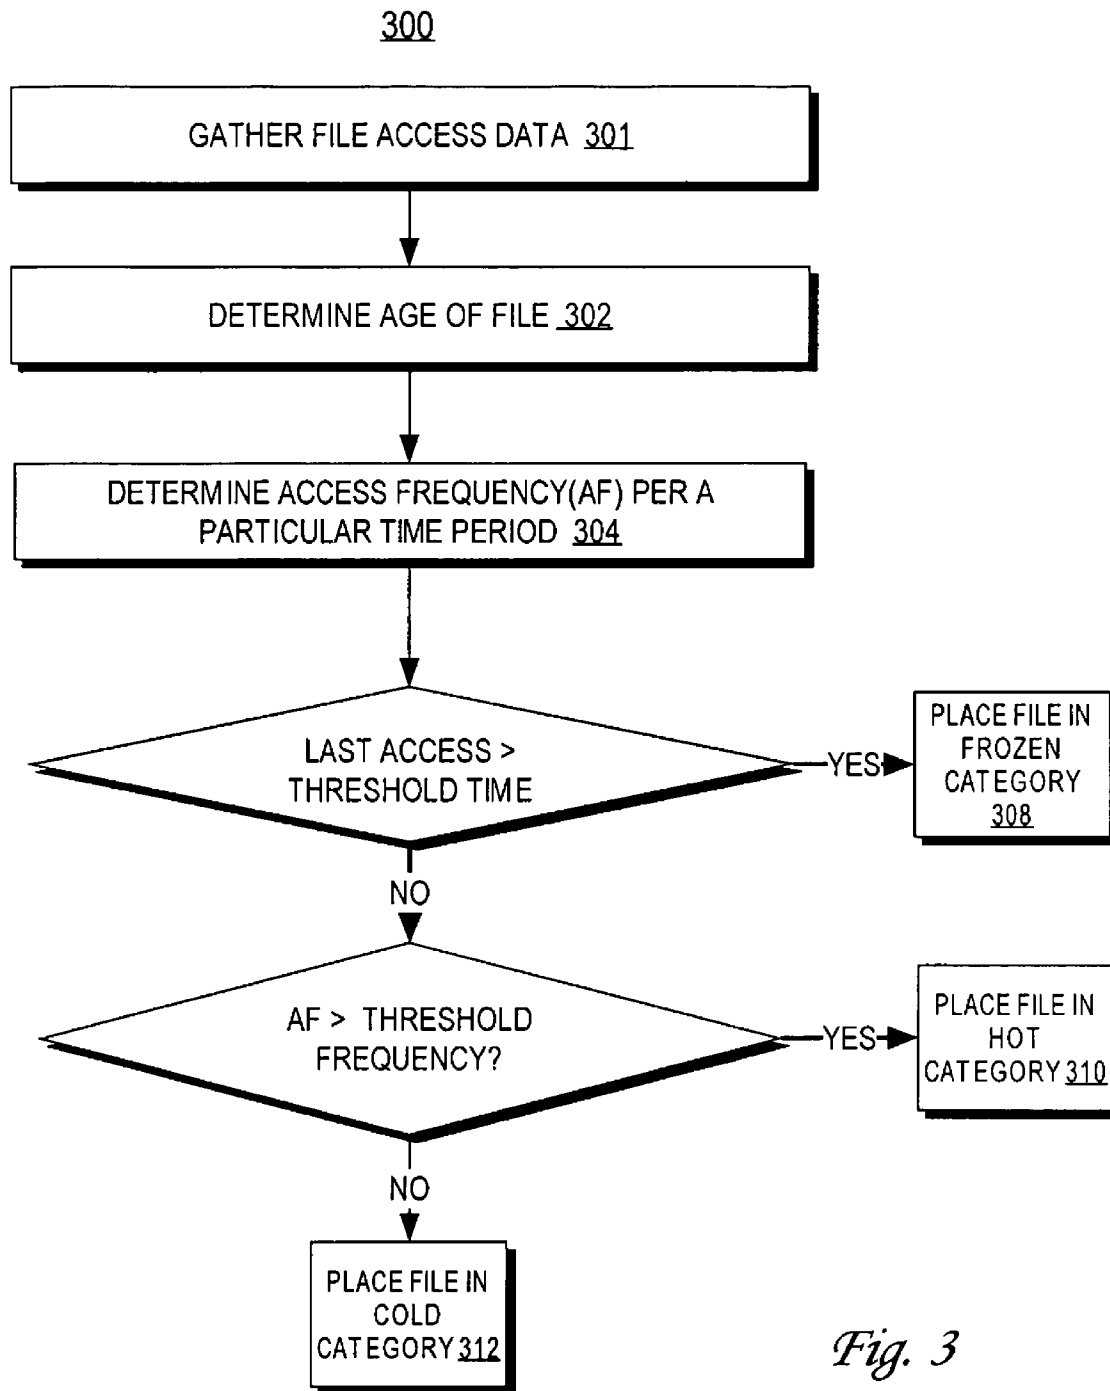 300
GATHER FILE ACCESS DATA 301
DETERMINE AGE OF FILE 302
DETERMINE ACCESS FREQUENCY(AF) PER A
PARTICULAR TIME PERIOD 304
LAST ACCESS >
THRESHOLD TIME
YES
PLACE FILE IN
FROZEN
CATEGORY
308
NO
AF > THRESHOLD
FREQUENCY?
YES
PLACE FILE IN
HOT
CATEGORY 310
NO
PLACE FILE IN
COLD
CATEGORY 312
Fig. 3